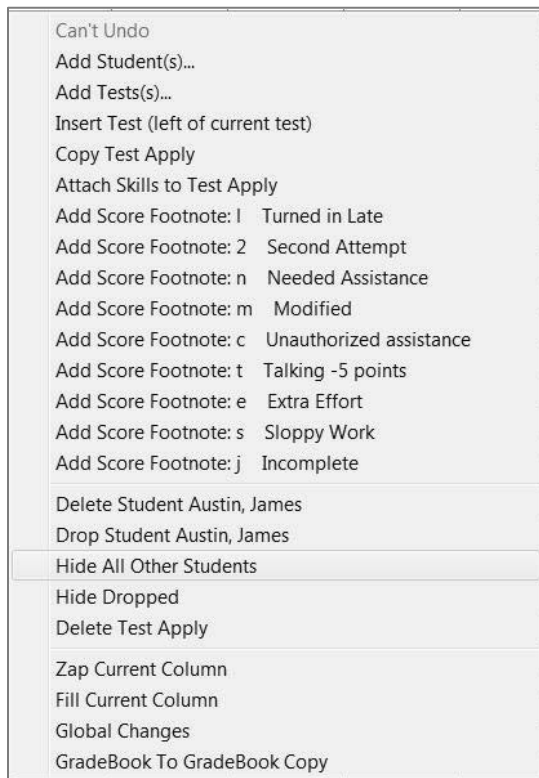 Can't Undo
Add Student(s)...
Add Tests(s)...
Insert Test (left of current test)
Copy Test Apply
Attach Skills to Test Apply
Add Score Footnote: l Turned in Late
Add Score Footnote: 2 Second Attempt
Add Score Footnote: n Needed Assistance
Add Score Footnote: m Modified
Add Score Footnote: c Unauthorized assistance
Add Score Footnote: t Talking -5 points
Add Score Footnote: e Extra Effort
Add Score Footnote: s Sloppy Work
Add Score Footnote: j Incomplete
Delete Student Austin, James
Drop Student Austin, James
Hide All Other Students
Hide Dropped
Delete Test Apply
Zap Current Column
Fill Current Column
Global Changes
GradeBook To GradeBook Copy